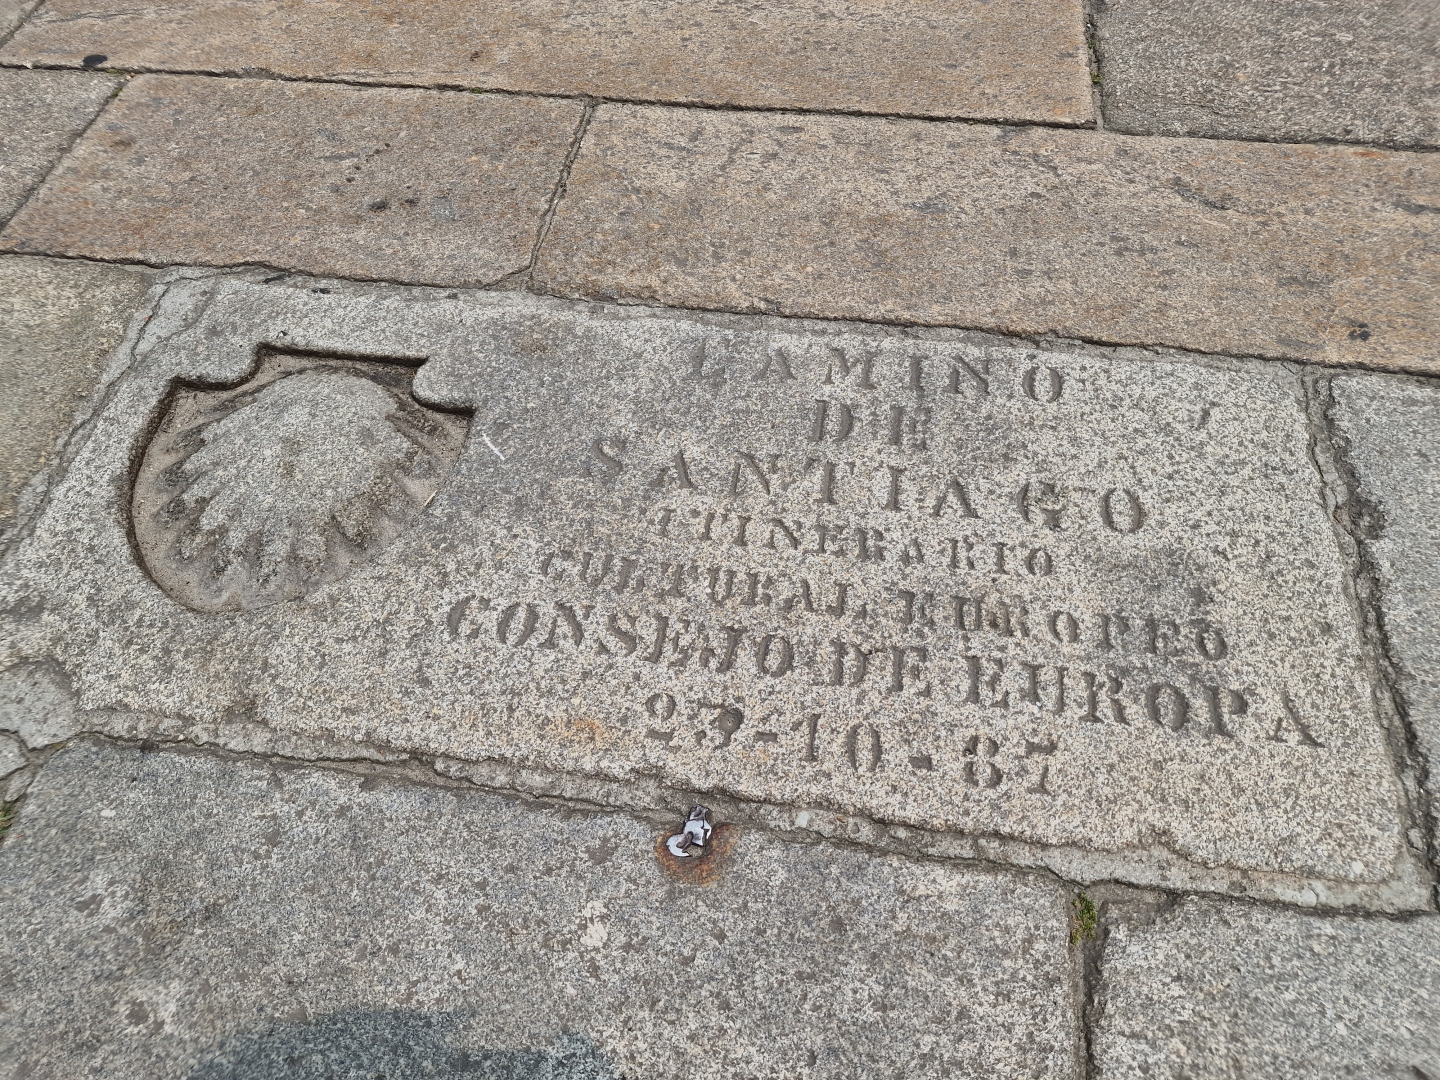 CAMINO
DE
SANTIAGO
ITINERARIO
CULTURAL EUROPEO
CONSEJO DE EUROPA
23-10-87